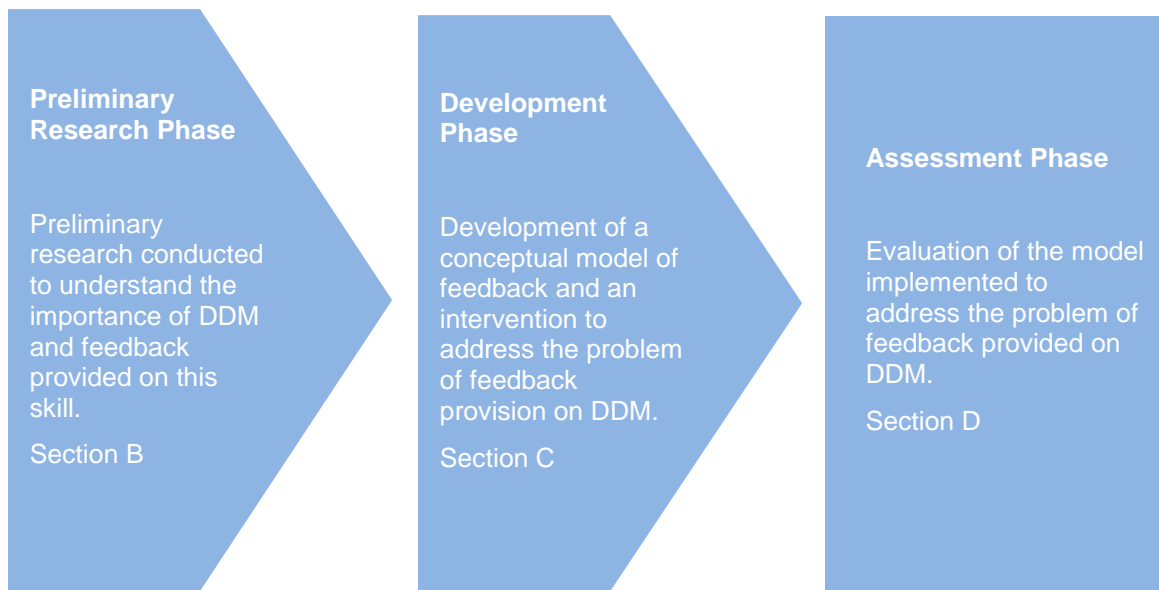 Preliminary
Research Phase
Preliminary
research conducted
to understand the
importance of DDM
and feedback
provided on this
skill.
Section B
Development
Phase
Development of a
conceptual model of
feedback and an
intervention to
address the problem
of feedback
provision on DDM.
Section C
Assessment Phase
Evaluation of the model
implemented to
address the problem of
feedback provided on
DDM.
Section D